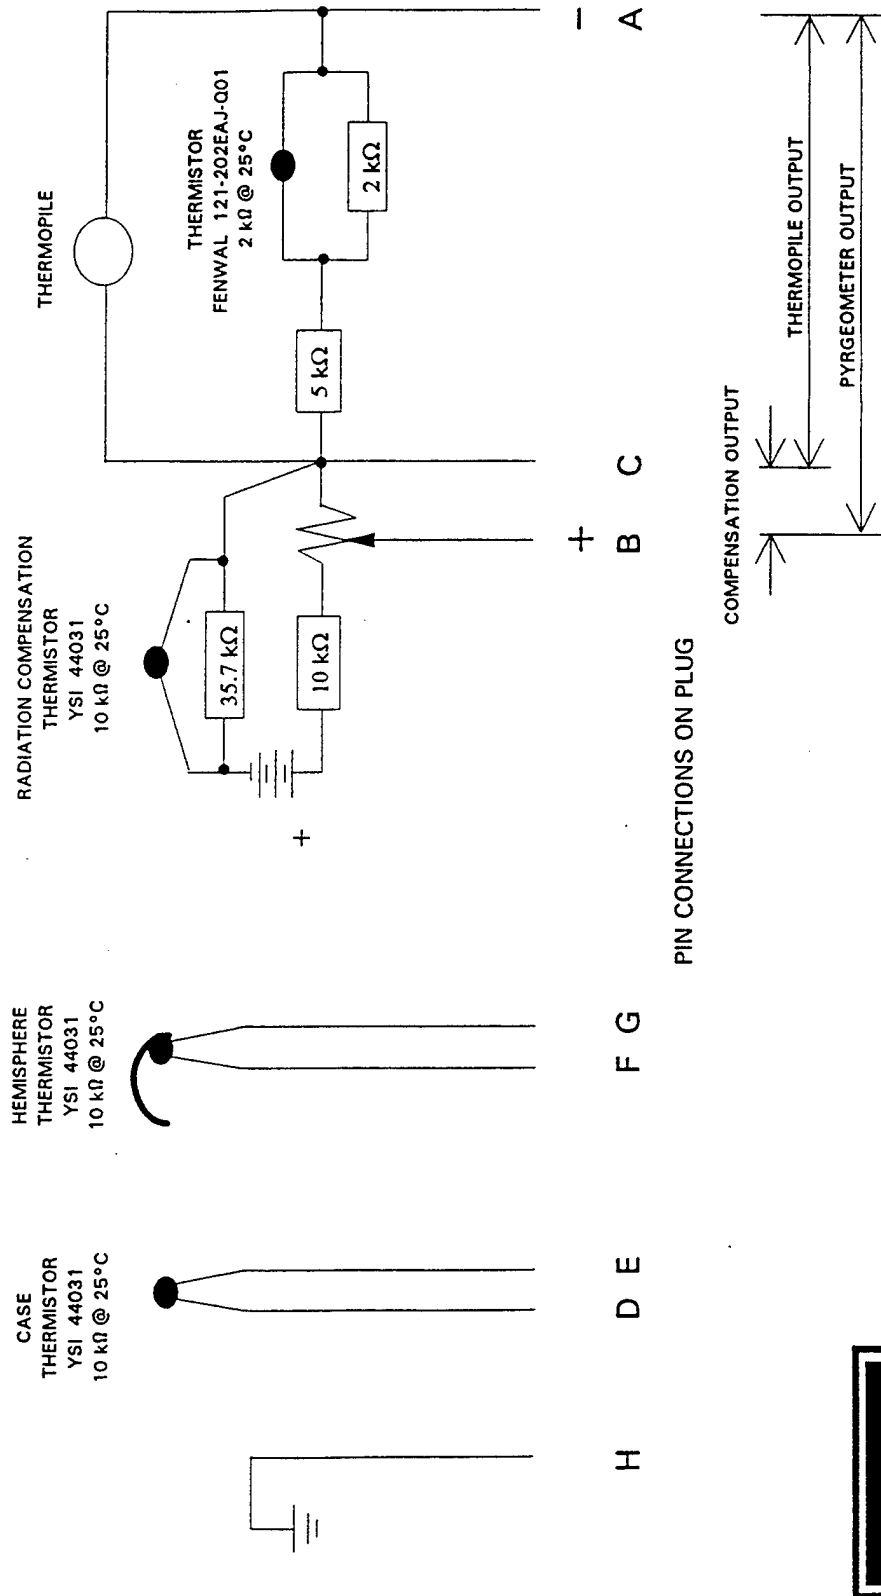 CASE
THERMISTOR
YSI 44031
10 kΩ @ 25°C
HEMISPHERE
THERMISTOR
YSI 44031
10 kΩ @ 25°C
RADIATION COMPENSATION
THERMISTOR
YSI 44031
10 kΩ @ 25°C
THERMOPILE
THERMISTOR
FENWAL 121-202EAJ-Q01
2 kΩ @ 25°C
35.7 kΩ
10 kΩ
5 kΩ
2 kΩ
+
+ −
H D E F G B C A
PIN CONNECTIONS ON PLUG
COMPENSATION OUTPUT
THERMOPILE OUTPUT
PYRGEOMETER OUTPUT